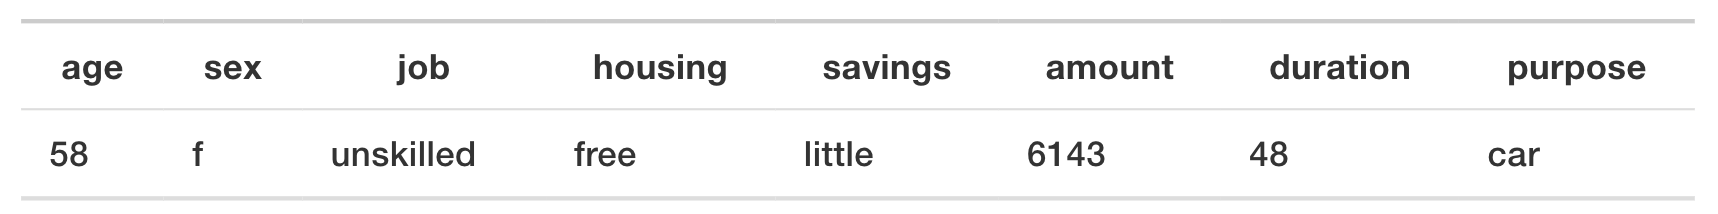 age sex job housing savings amount duration purpose
58 f unskilled free little 6143 48 car